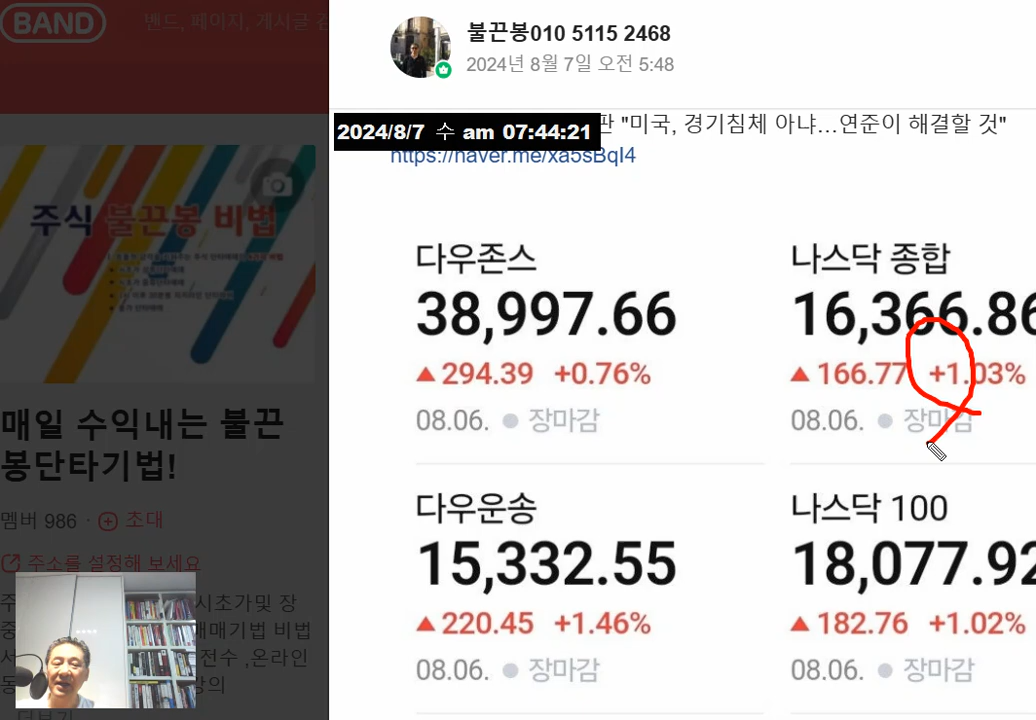 BAND
밴드, 페이지, 게시글 검
불끈봉010 5115 2468
2024년 8월 7일 오전 5:48
2024/8/7 수 am 07:44:21
판 "미국, 경기침체 아냐…연준이 해결할 것"
https://naver.me/xa5sBqI4
주식 불끈봉 비법
다우존스
38,997.66
▲294.39 +0.76%
08.06. 장마감
나스닥 종합
16,366.86
▲166.77 +1.03%
08.06. 장마감
다우운송
15,332.55
▲220.45 +1.46%
08.06. 장마감
나스닥 100
18,077.92
▲182.76 +1.02%
08.06. 장마감
매일 수익내는 불끈
봉단타기법!
멤버 986 · 초대
주소를 설정해 보세요
주 시초가및 장
중 매매기법 비법
서 전수 ,온라인
동 강의
더보기